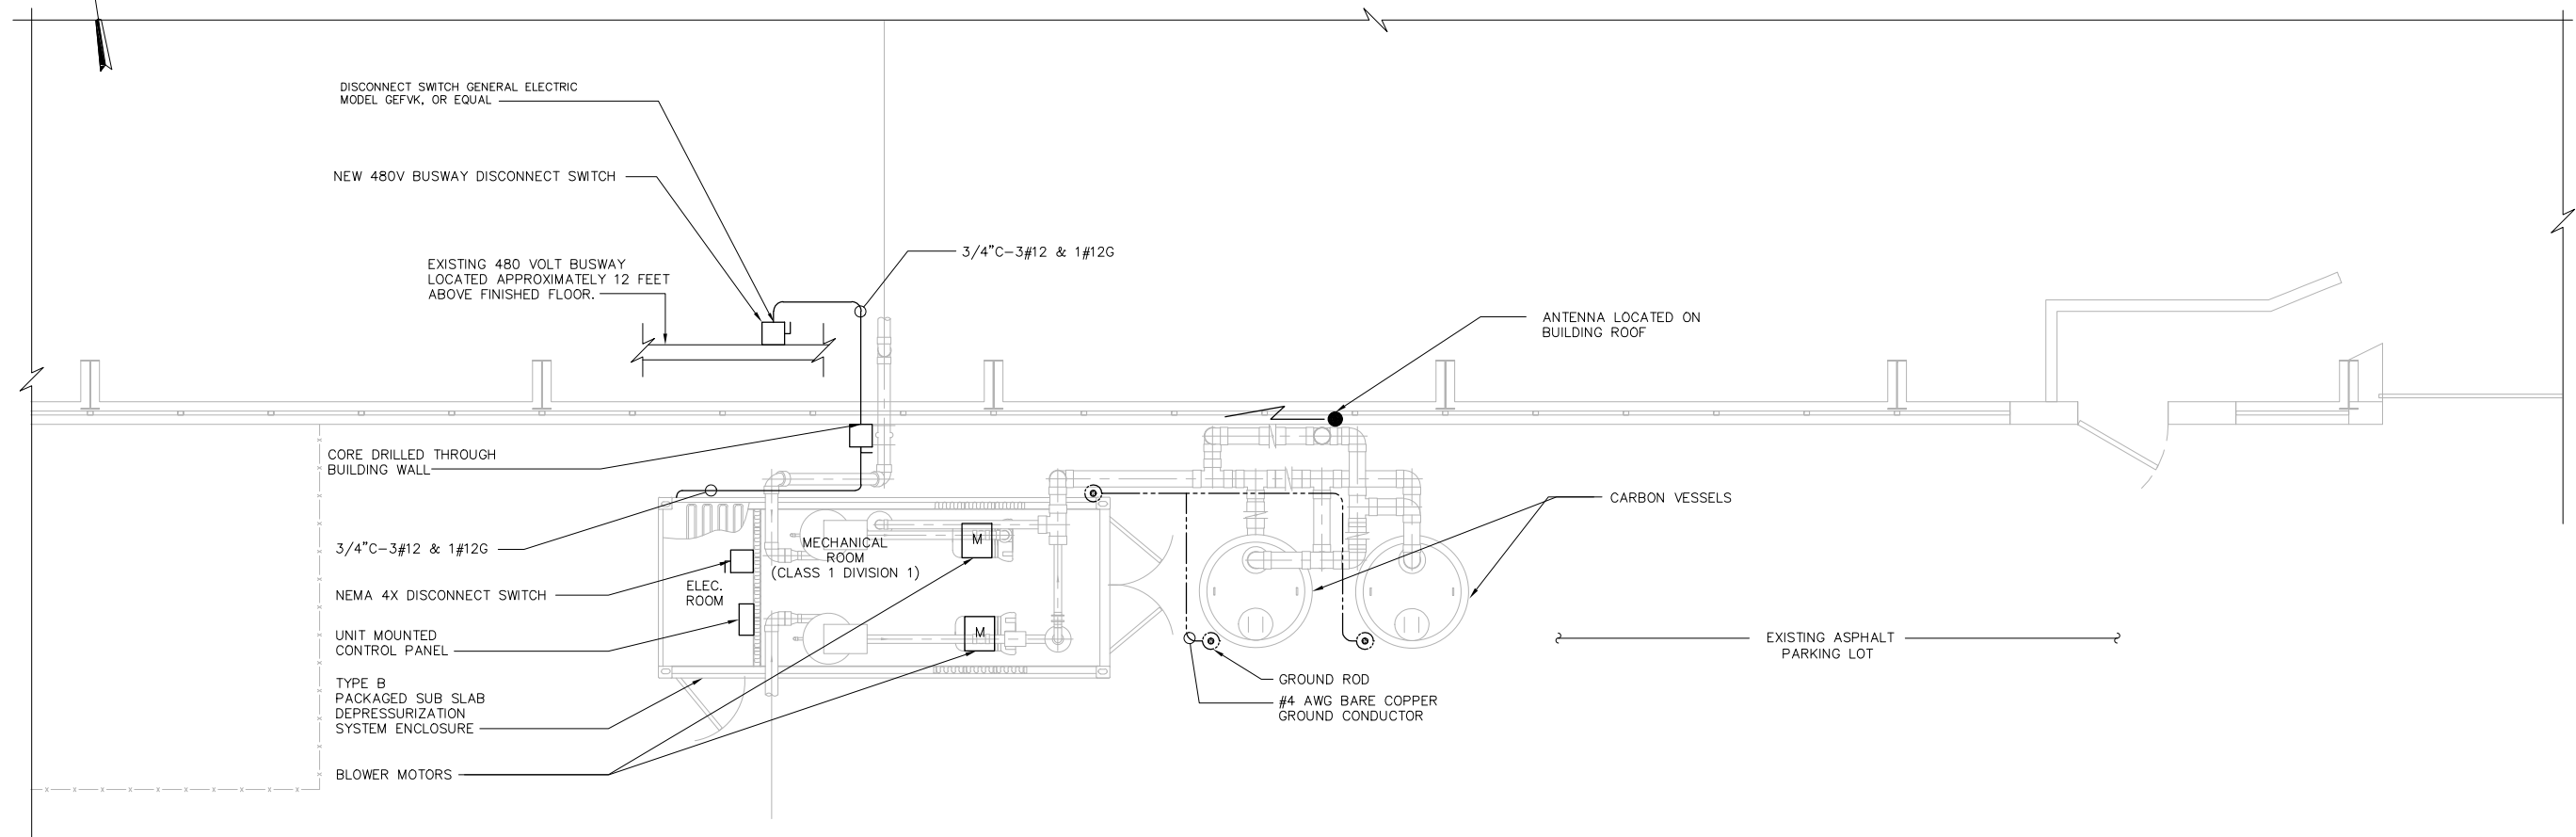 DISCONNECT SWITCH GENERAL ELECTRIC
MODEL GEFVK, OR EQUAL
NEW 480V BUSWAY DISCONNECT SWITCH
3/4"C-3#12 & 1#12G
EXISTING 480 VOLT BUSWAY
LOCATED APPROXIMATELY 12 FEET
ABOVE FINISHED FLOOR.
ANTENNA LOCATED ON
BUILDING ROOF
CORE DRILLED THROUGH
BUILDING WALL
CARBON VESSELS
3/4"C-3#12 & 1#12G
MECHANICAL
ROOM
(CLASS 1 DIVISION 1)
M
ELEC.
ROOM
NEMA 4X DISCONNECT SWITCH
M
UNIT MOUNTED
CONTROL PANEL
EXISTING ASPHALT
PARKING LOT
TYPE B
PACKAGED SUB SLAB
DEPRESSURIZATION
SYSTEM ENCLOSURE
GROUND ROD
#4 AWG BARE COPPER
GROUND CONDUCTOR
BLOWER MOTORS